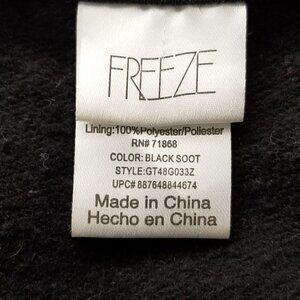 FREEZE
Lining:100%Polyester/Poliester
RN# 71868
COLOR: BLACK SOOT
STYLE:GT48G033Z
UPC# 887648844674
Made in China
Hecho en China